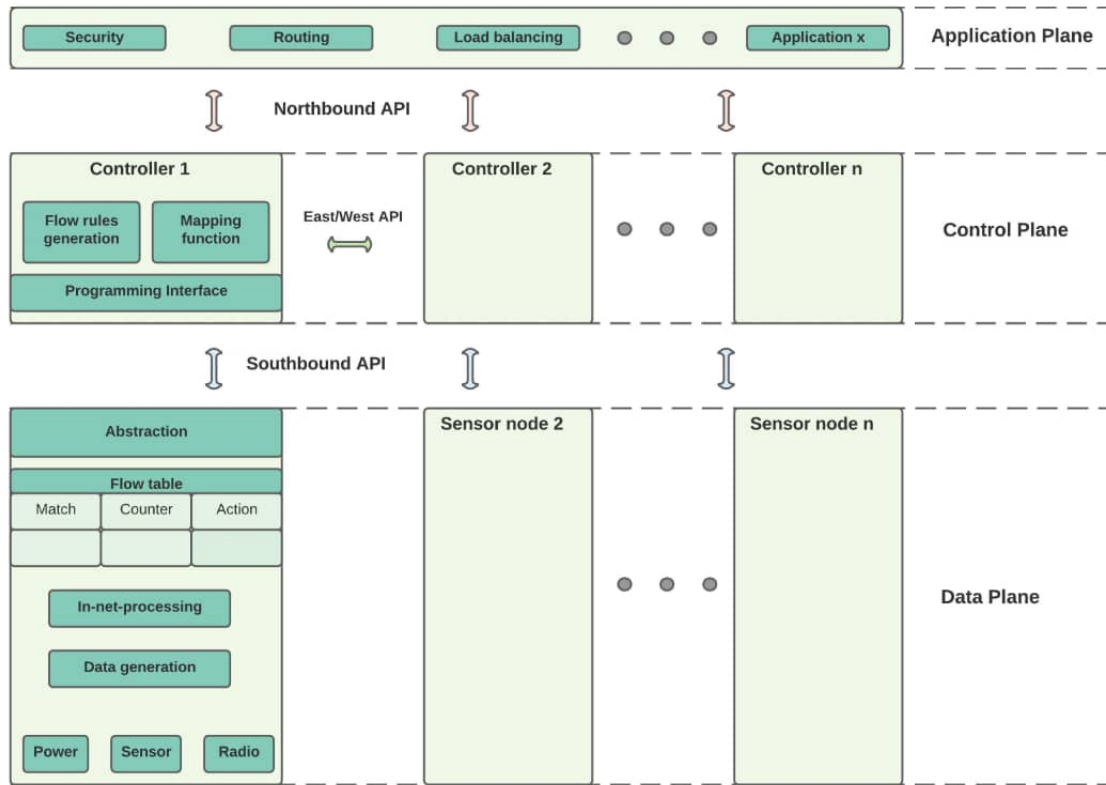 Security
Routing
Load balancing
Application x
Application Plane
Northbound API
Controller 1
Controller 2
Controller n
Flow rules
generation
Mapping
function
East/West API
Control Plane
Programming Interface
Southbound API
Abstraction
Sensor node 2
Sensor node n
Flow table
Match
Counter
Action
In-net-processing
Data Plane
Data generation
Power
Sensor
Radio